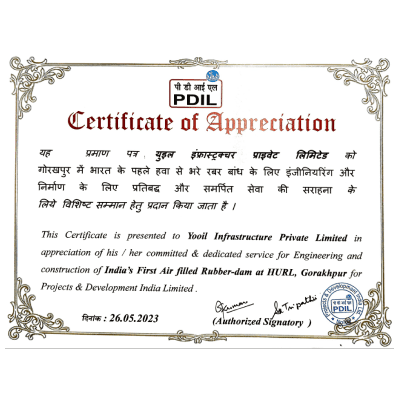 पी डी आई एल
PDIL
Certificate of Appreciation
यह प्रमाण पत्र युइल इंफ्रास्ट्रक्चर प्राइवेट लिमिटेड को
गोरखपुर में भारत के पहले हवा से भरे रबर बांध के लिए इंजीनियरिंग और
निर्माण के लिए प्रतिबद्ध और समर्पित सेवा की सराहना के
लिये विशिष्ट सम्मान हेतु प्रदान किया जाता है ।
This Certificate is presented to Yooil Infrastructure Private Limited in
appreciation of his / her committed & dedicated service for Engineering and
construction of India's First Air filled Rubber-dam at HURL, Gorakhpur for
Projects & Development India Limited .
दिनांक : 26.05.2023
(Authorized Signatory )
PDIL